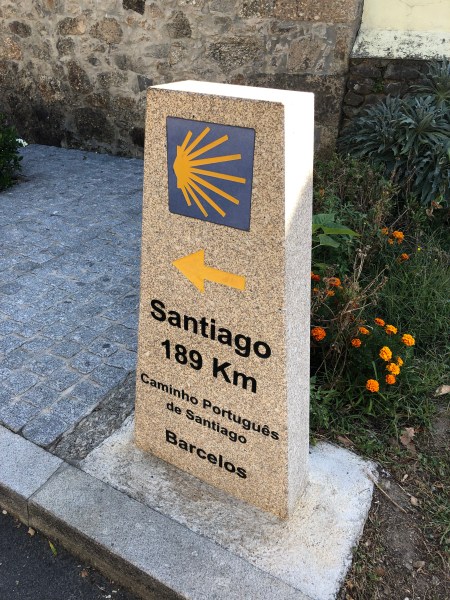 Santiago
189 Km
Caminho Português
de Santiago
Barcelos